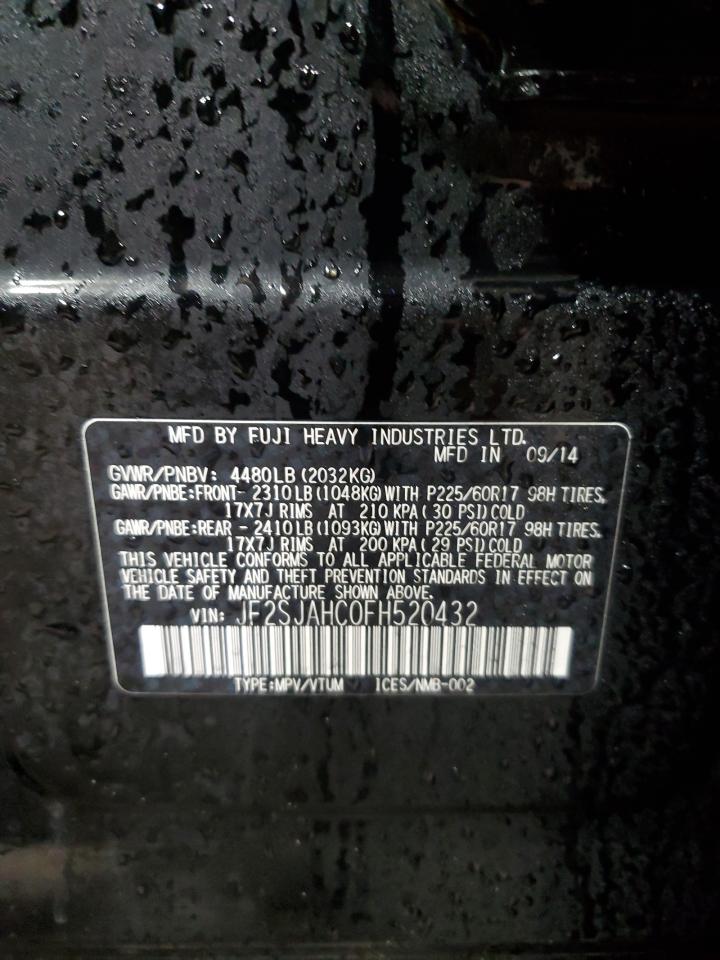 MFD BY FUJI HEAVY INDUSTRIES LTD.
MFD IN 09/14
GVWR/PNBV: 4480LB (2032KG)
GAWR/PNBE:FRONT- 2310LB (1048KG) WITH P225/60R17 98H TIRES,
17X7J RIMS AT 210 KPA ( 30 PSI) COLD
GAWR/PNBE:REAR - 2410LB (1093KG) WITH P225/60R17 98H TIRES,
17X7J RIMS AT 200 KPA ( 29 PSI) COLD
THIS VEHICLE CONFORMS TO ALL APPLICABLE FEDERAL MOTOR
VEHICLE SAFETY AND THEFT PREVENTION STANDARDS IN EFFECT ON
THE DATE OF MANUFACTURE SHOWN ABOVE.
VIN: JF2SJAHC0FH520432
TYPE:MPV/VTUM ICES/NMB-002